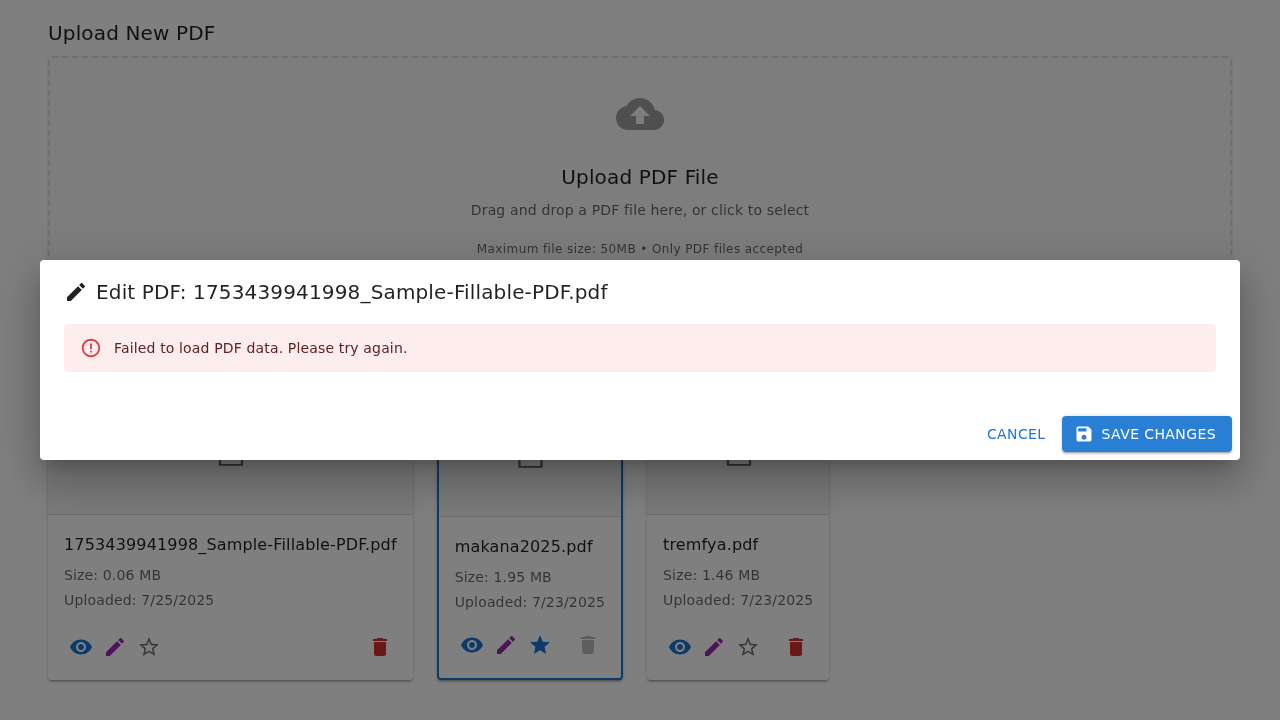 Upload New PDF
Upload PDF File
Drag and drop a PDF file here, or click to select
Maximum file size: 50MB • Only PDF files accepted
Edit PDF: 1753439941998_Sample-Fillable-PDF.pdf
Failed to load PDF data. Please try again.
CANCEL
SAVE CHANGES
1753439941998_Sample-Fillable-PDF.pdf
Size: 0.06 MB
Uploaded: 7/25/2025
makana2025.pdf
Size: 1.95 MB
Uploaded: 7/23/2025
tremfya.pdf
Size: 1.46 MB
Uploaded: 7/23/2025